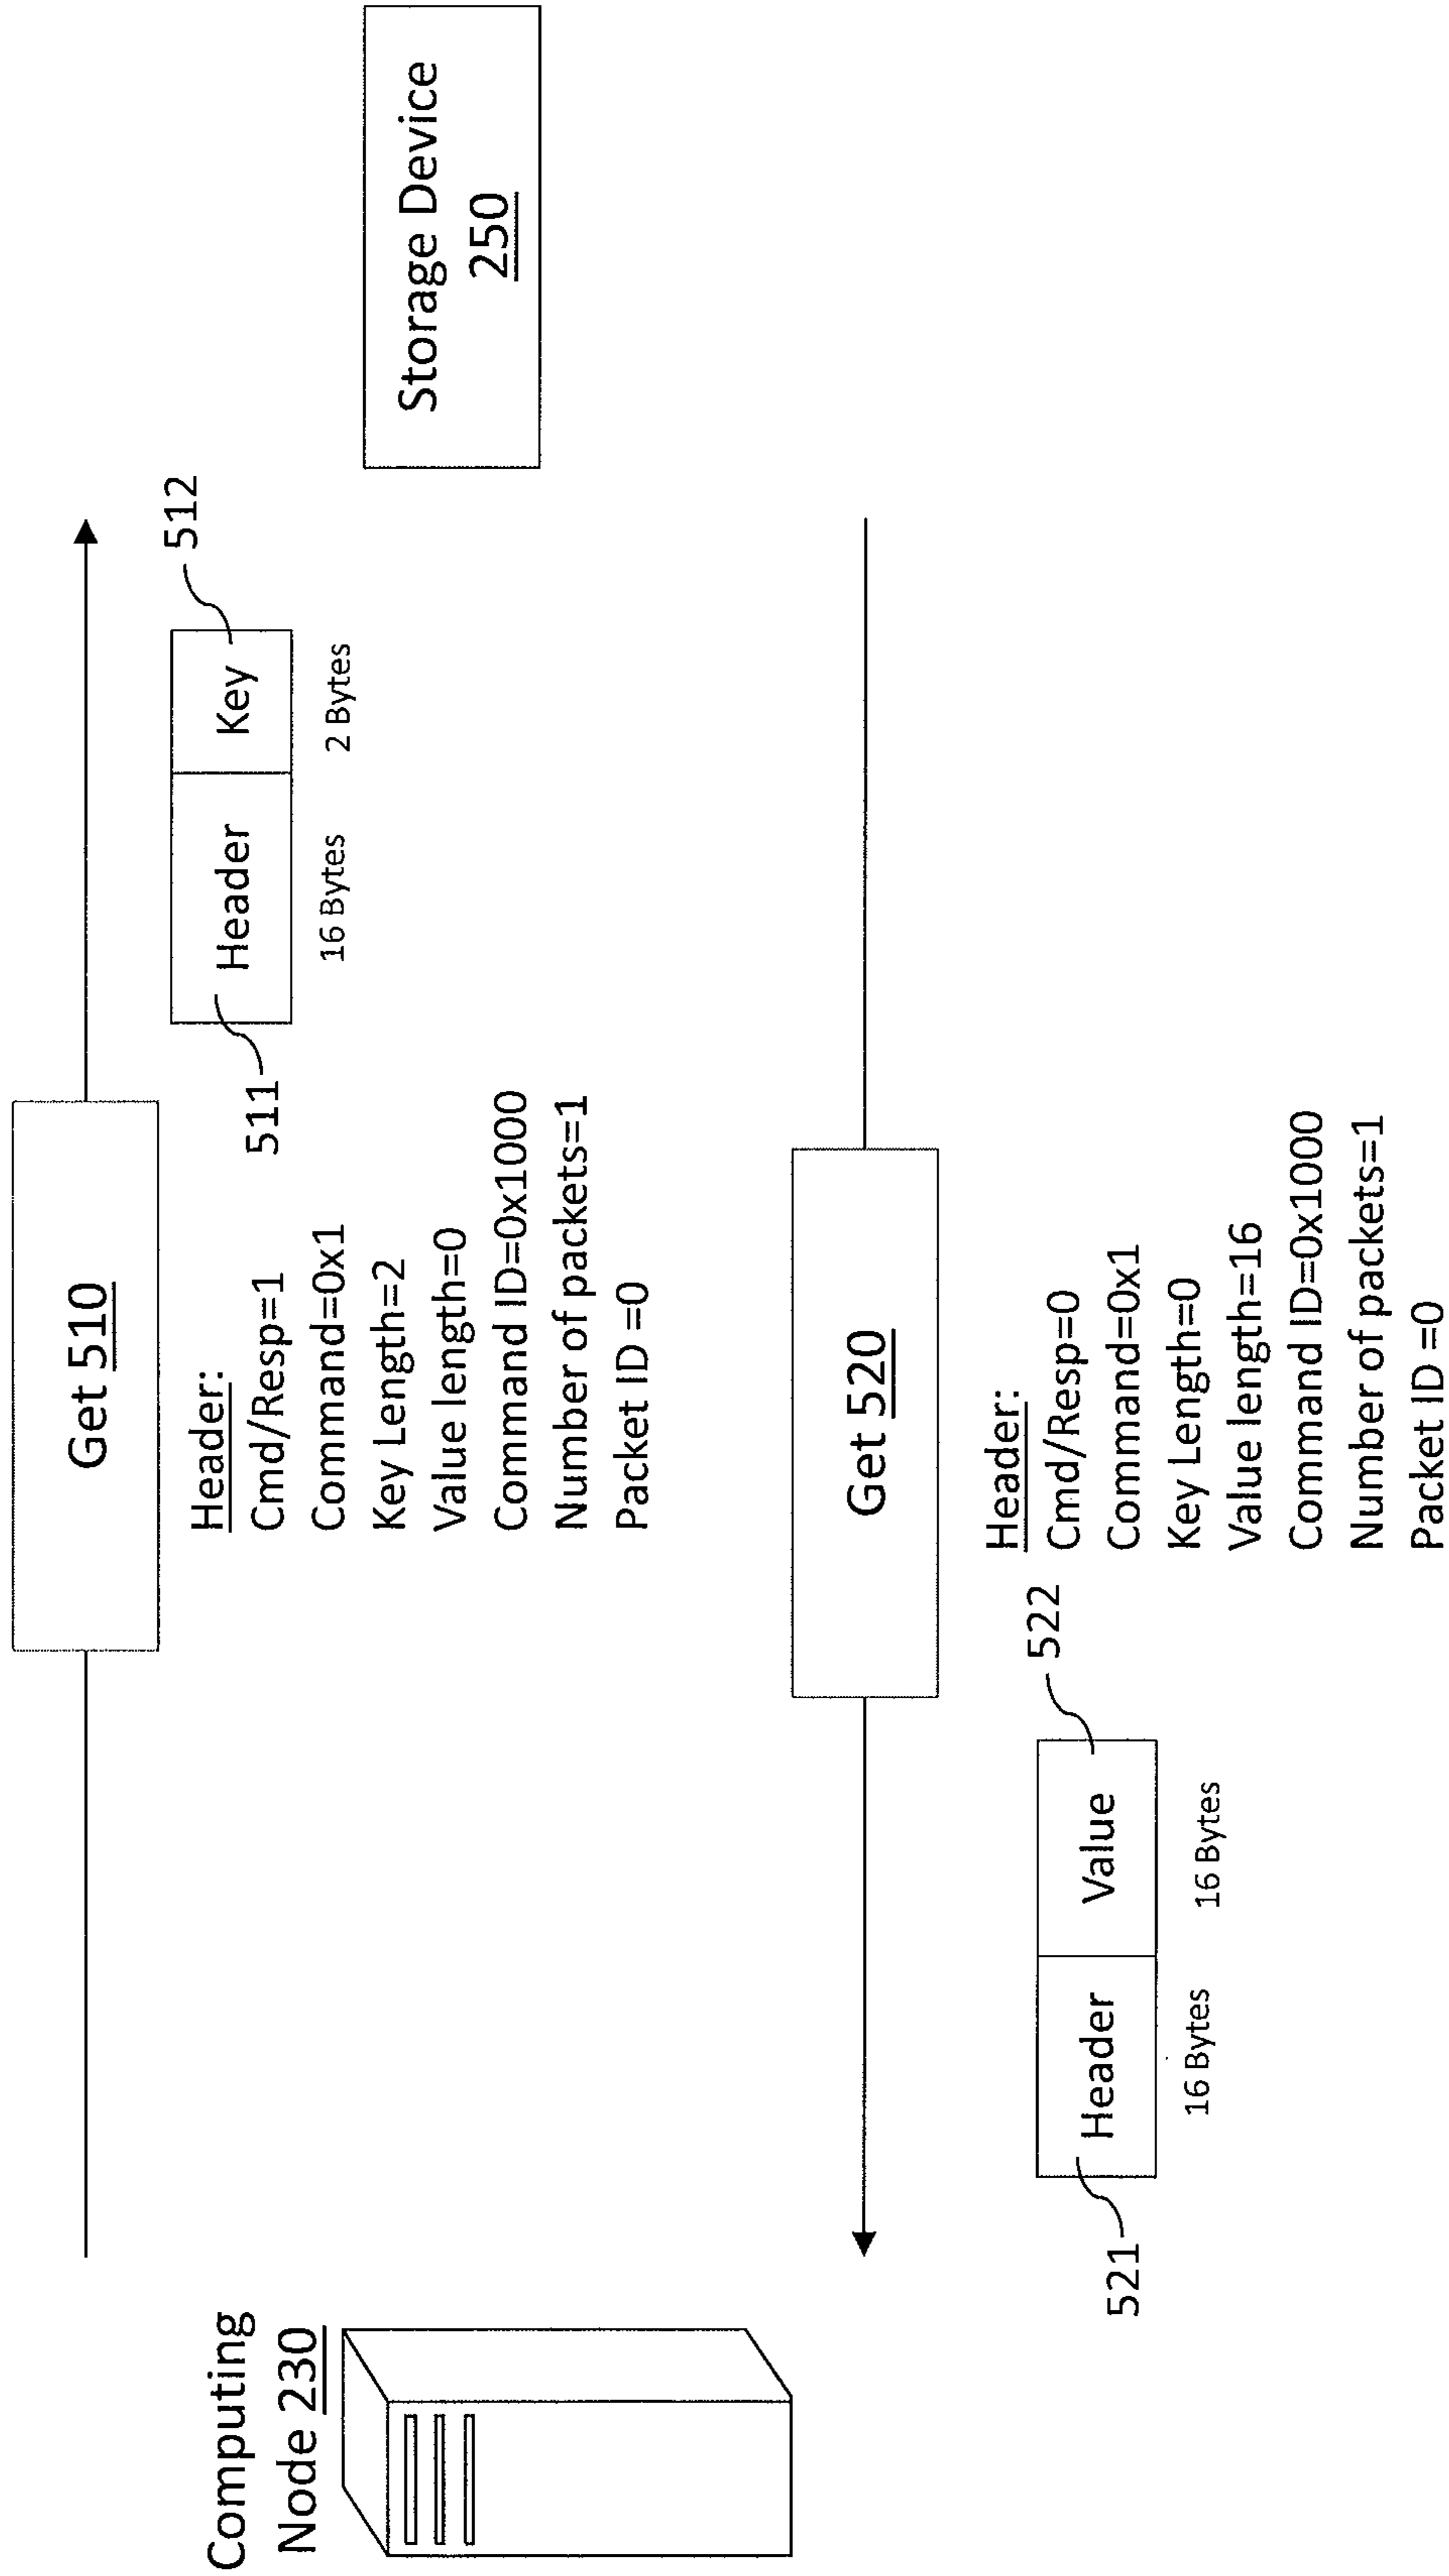 Computing
Node 230
Get 510
Header:
Cmd/Resp=1
Command=0x1
Key Length=2
Value length=0
Command ID=0x1000
Number of packets=1
Packet ID =0
511
Header
Key
512
16 Bytes
2 Bytes
Storage Device
250
Get 520
Header:
Cmd/Resp=0
Command=0x1
Key Length=0
Value length=16
Command ID=0x1000
Number of packets=1
Packet ID =0
521
Header
Value
522
16 Bytes
16 Bytes